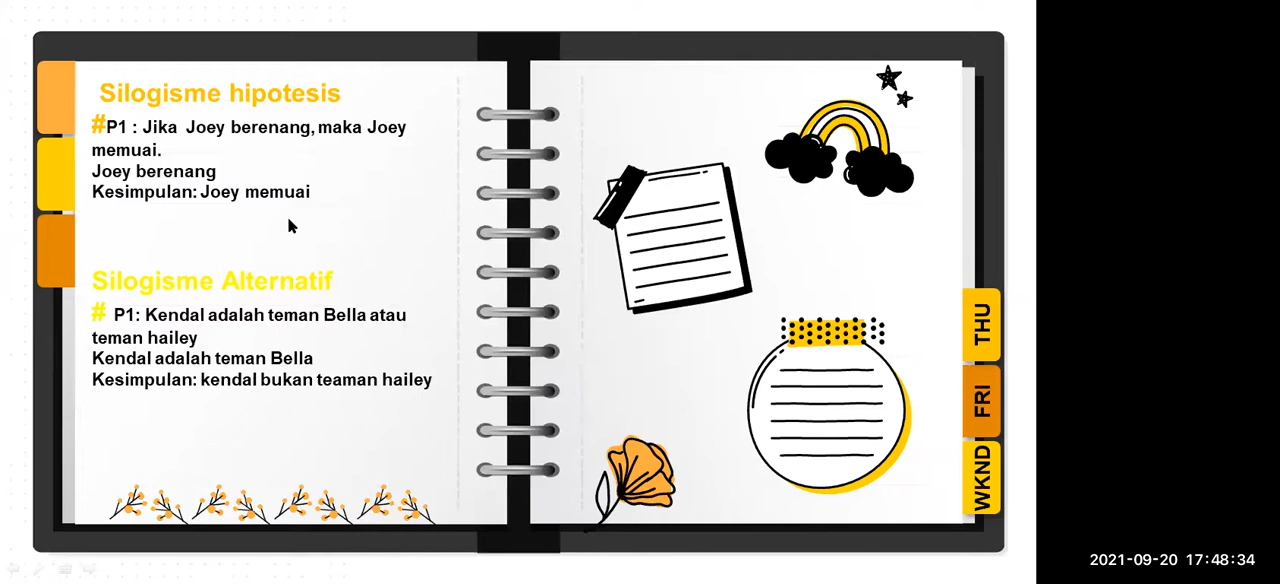 Silogisme hipotesis
#P1 : Jika Joey berenang, maka Joey
memuai.
Joey berenang
Kesimpulan: Joey memuai
Silogisme Alternatif
# P1: Kendal adalah teman Bella atau
teman hailey
Kendal adalah teman Bella
Kesimpulan: kendal bukan teaman hailey
THU
FRI
WKND
2021-09-20 17:48:34